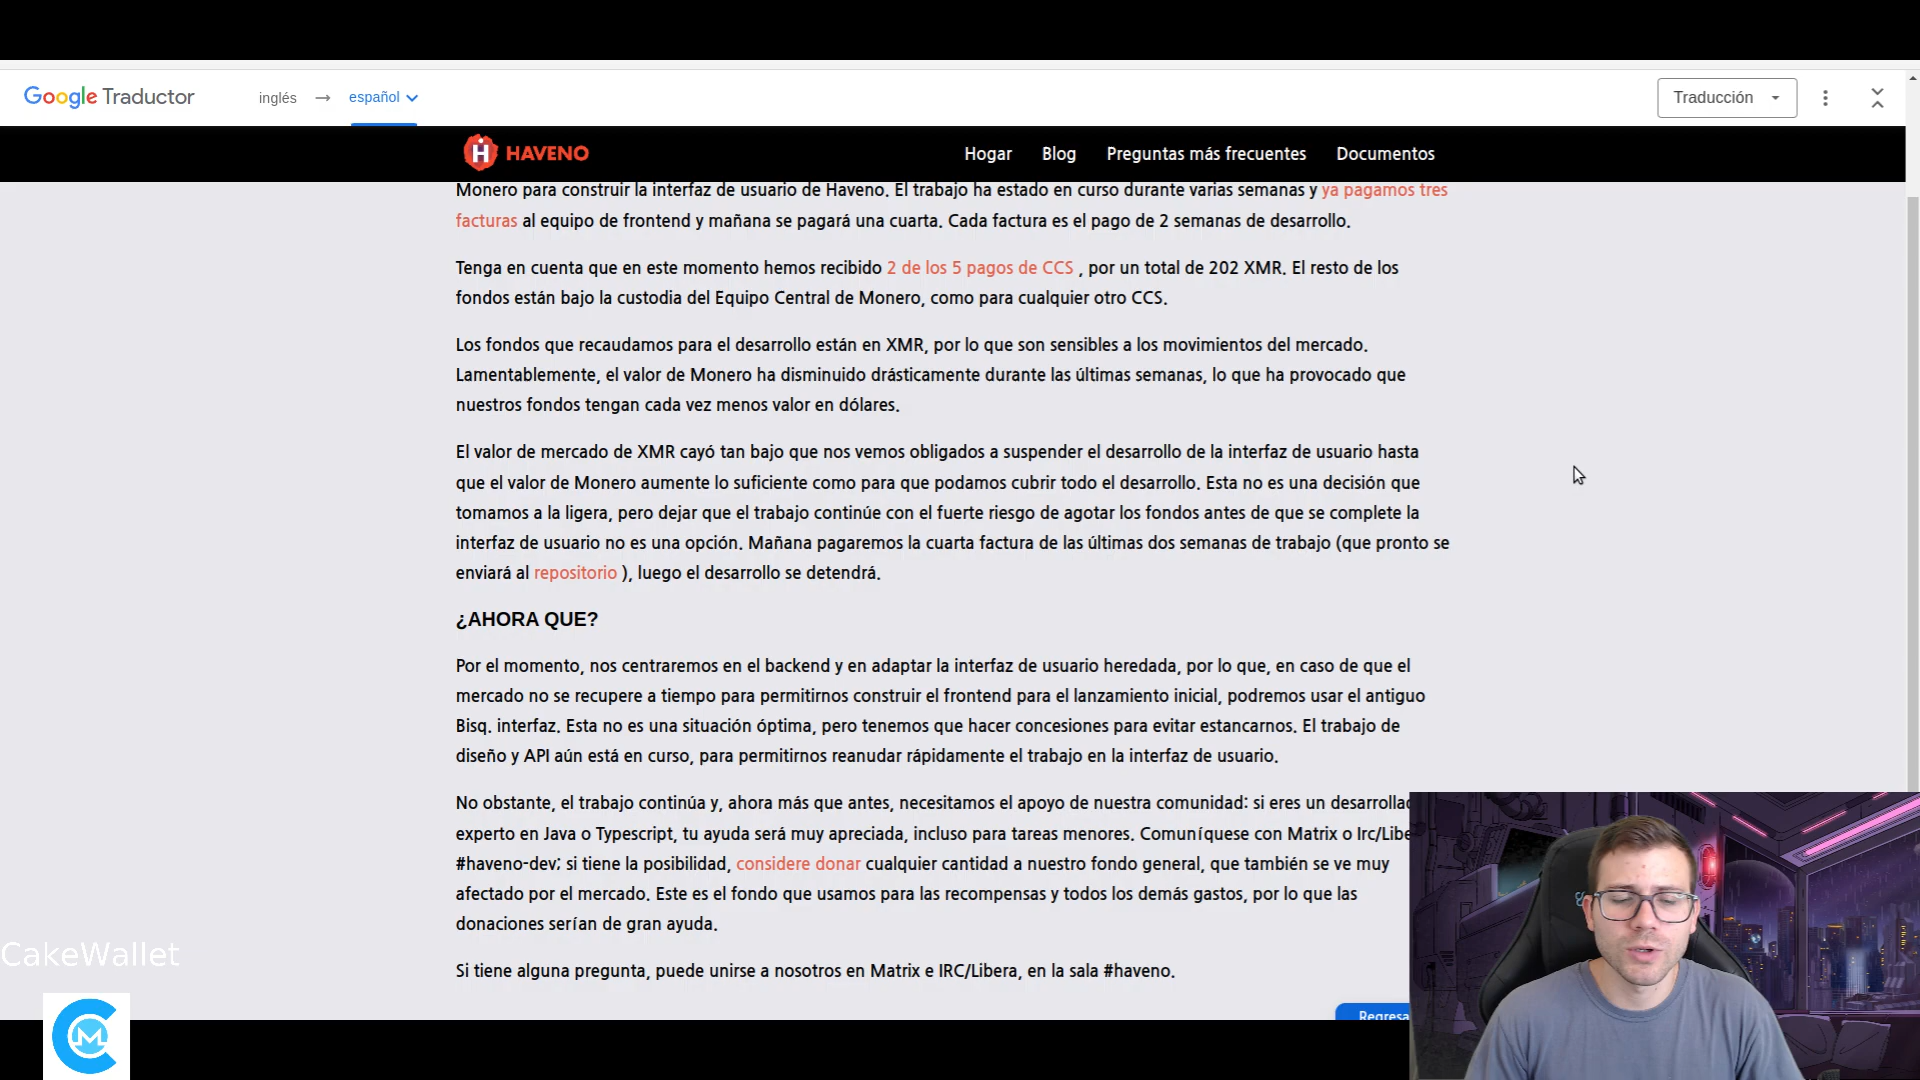 Google Traductor
inglés → español
Traducción
HAVENO
Hogar Blog Preguntas más frecuentes Documentos
Monero para construir la interfaz de usuario de Haveno. El trabajo ha estado en curso durante varias semanas y ya pagamos tres
facturas al equipo de frontend y mañana se pagará una cuarta. Cada factura es el pago de 2 semanas de desarrollo.
Tenga en cuenta que en este momento hemos recibido 2 de los 5 pagos de CCS , por un total de 202 XMR. El resto de los
fondos están bajo la custodia del Equipo Central de Monero, como para cualquier otro CCS.
Los fondos que recaudamos para el desarrollo están en XMR, por lo que son sensibles a los movimientos del mercado.
Lamentablemente, el valor de Monero ha disminuido drásticamente durante las últimas semanas, lo que ha provocado que
nuestros fondos tengan cada vez menos valor en dólares.
El valor de mercado de XMR cayó tan bajo que nos vemos obligados a suspender el desarrollo de la interfaz de usuario hasta
que el valor de Monero aumente lo suficiente como para que podamos cubrir todo el desarrollo. Esta no es una decisión que
tomamos a la ligera, pero dejar que el trabajo continúe con el fuerte riesgo de agotar los fondos antes de que se complete la
interfaz de usuario no es una opción. Mañana pagaremos la cuarta factura de las últimas dos semanas de trabajo (que pronto se
enviará al repositorio ), luego el desarrollo se detendrá.
¿AHORA QUE?
Por el momento, nos centraremos en el backend y en adaptar la interfaz de usuario heredada, por lo que, en caso de que el
mercado no se recupere a tiempo para permitirnos construir el frontend para el lanzamiento inicial, podremos usar el antiguo
Bisq. interfaz. Esta no es una situación óptima, pero tenemos que hacer concesiones para evitar estancarnos. El trabajo de
diseño y API aún está en curso, para permitirnos reanudar rápidamente el trabajo en la interfaz de usuario.
No obstante, el trabajo continúa y, ahora más que antes, necesitamos el apoyo de nuestra comunidad: si eres un desarrollad
experto en Java o Typescript, tu ayuda será muy apreciada, incluso para tareas menores. Comuníquese con Matrix o Irc/Libe
#haveno-dev; si tiene la posibilidad, considere donar cualquier cantidad a nuestro fondo general, que también se ve muy
afectado por el mercado. Este es el fondo que usamos para las recompensas y todos los demás gastos, por lo que las
donaciones serían de gran ayuda.
Si tiene alguna pregunta, puede unirse a nosotros en Matrix e IRC/Libera, en la sala #haveno.
Regresa
CakeWallet